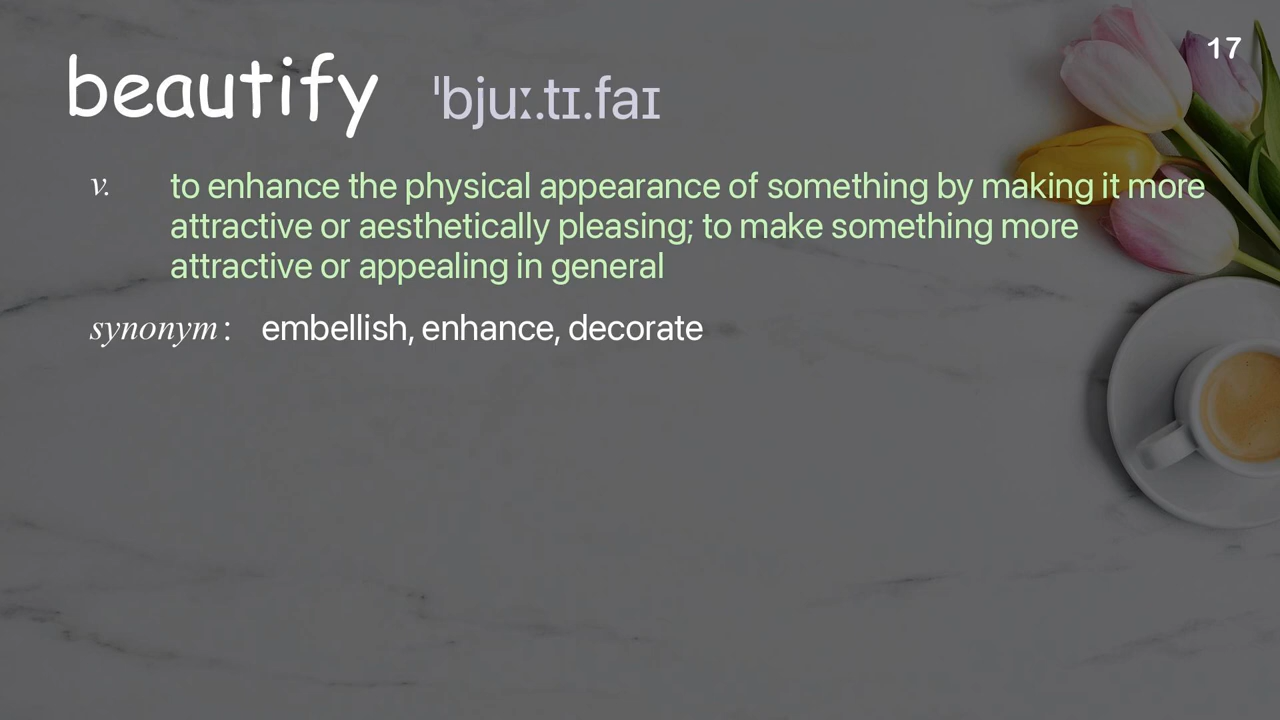 17
beautify ˈbjuː.tɪ.faɪ
v. to enhance the physical appearance of something by making it more
attractive or aesthetically pleasing; to make something more
attractive or appealing in general
synonym: embellish, enhance, decorate